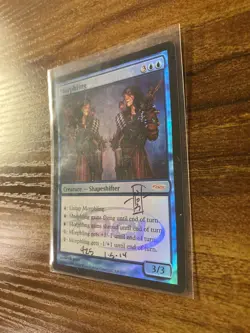 Morphling
Creature — Shapeshifter
: Untap Morphling.
: Morphling gains flying until end of turn.
: Morphling gains shroud until end of turn.
: Morphling gets +1/-1 until end of turn.
: Morphling gets -1/+1 until end of turn.
3/3